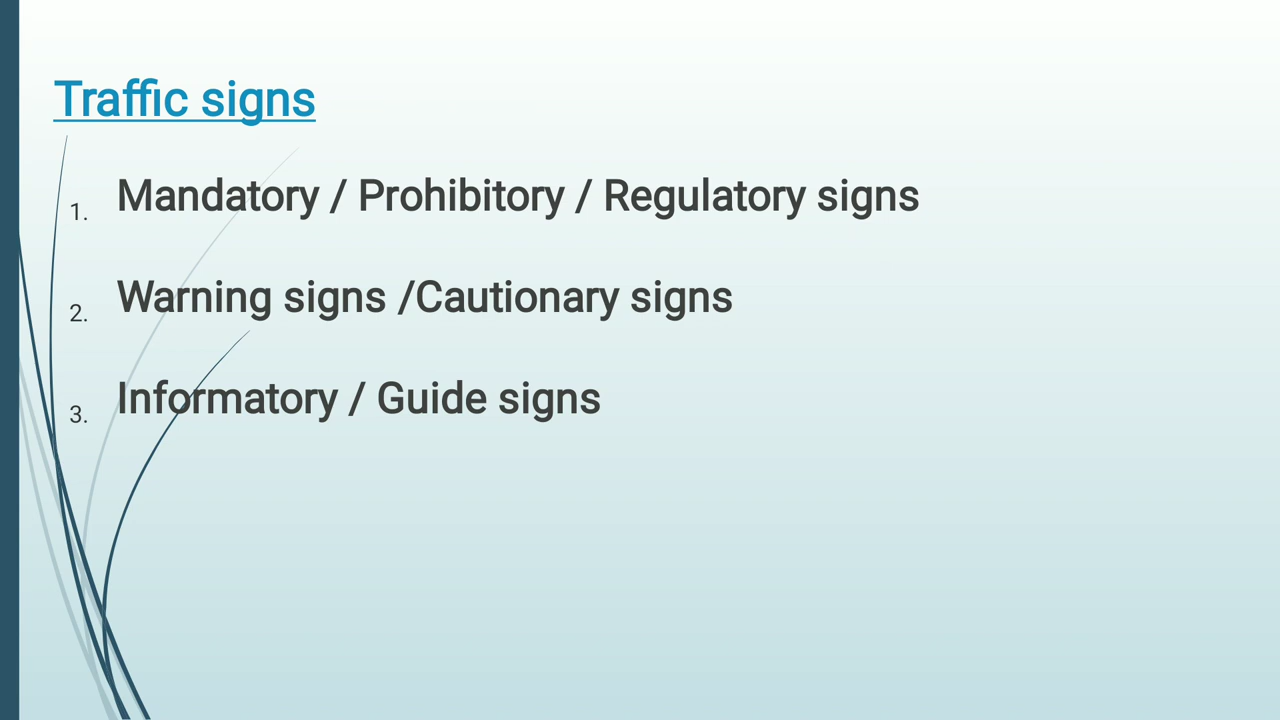 Traffic signs
1. Mandatory / Prohibitory / Regulatory signs
2. Warning signs /Cautionary signs
3. Informatory / Guide signs